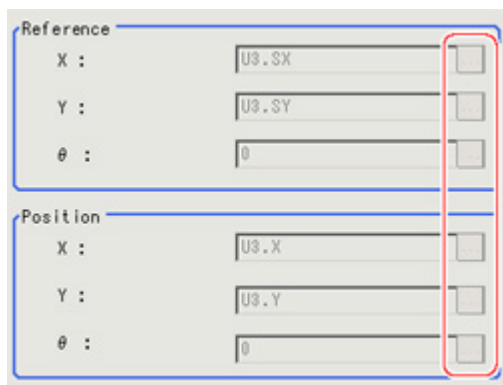 Reference
X : U3.SX ...
Y : U3.SY ...
θ : 0 ...
Position
X : U3.X ...
Y : U3.Y ...
θ : 0 ...